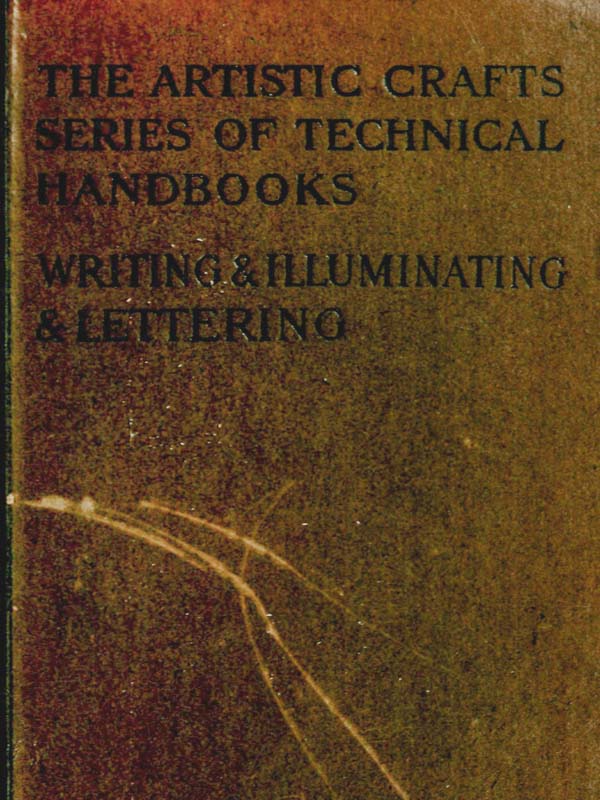 THE ARTISTIC CRAFTS
SERIES OF TECHNICAL
HANDBOOKS
WRITING & ILLUMINATING
& LETTERING